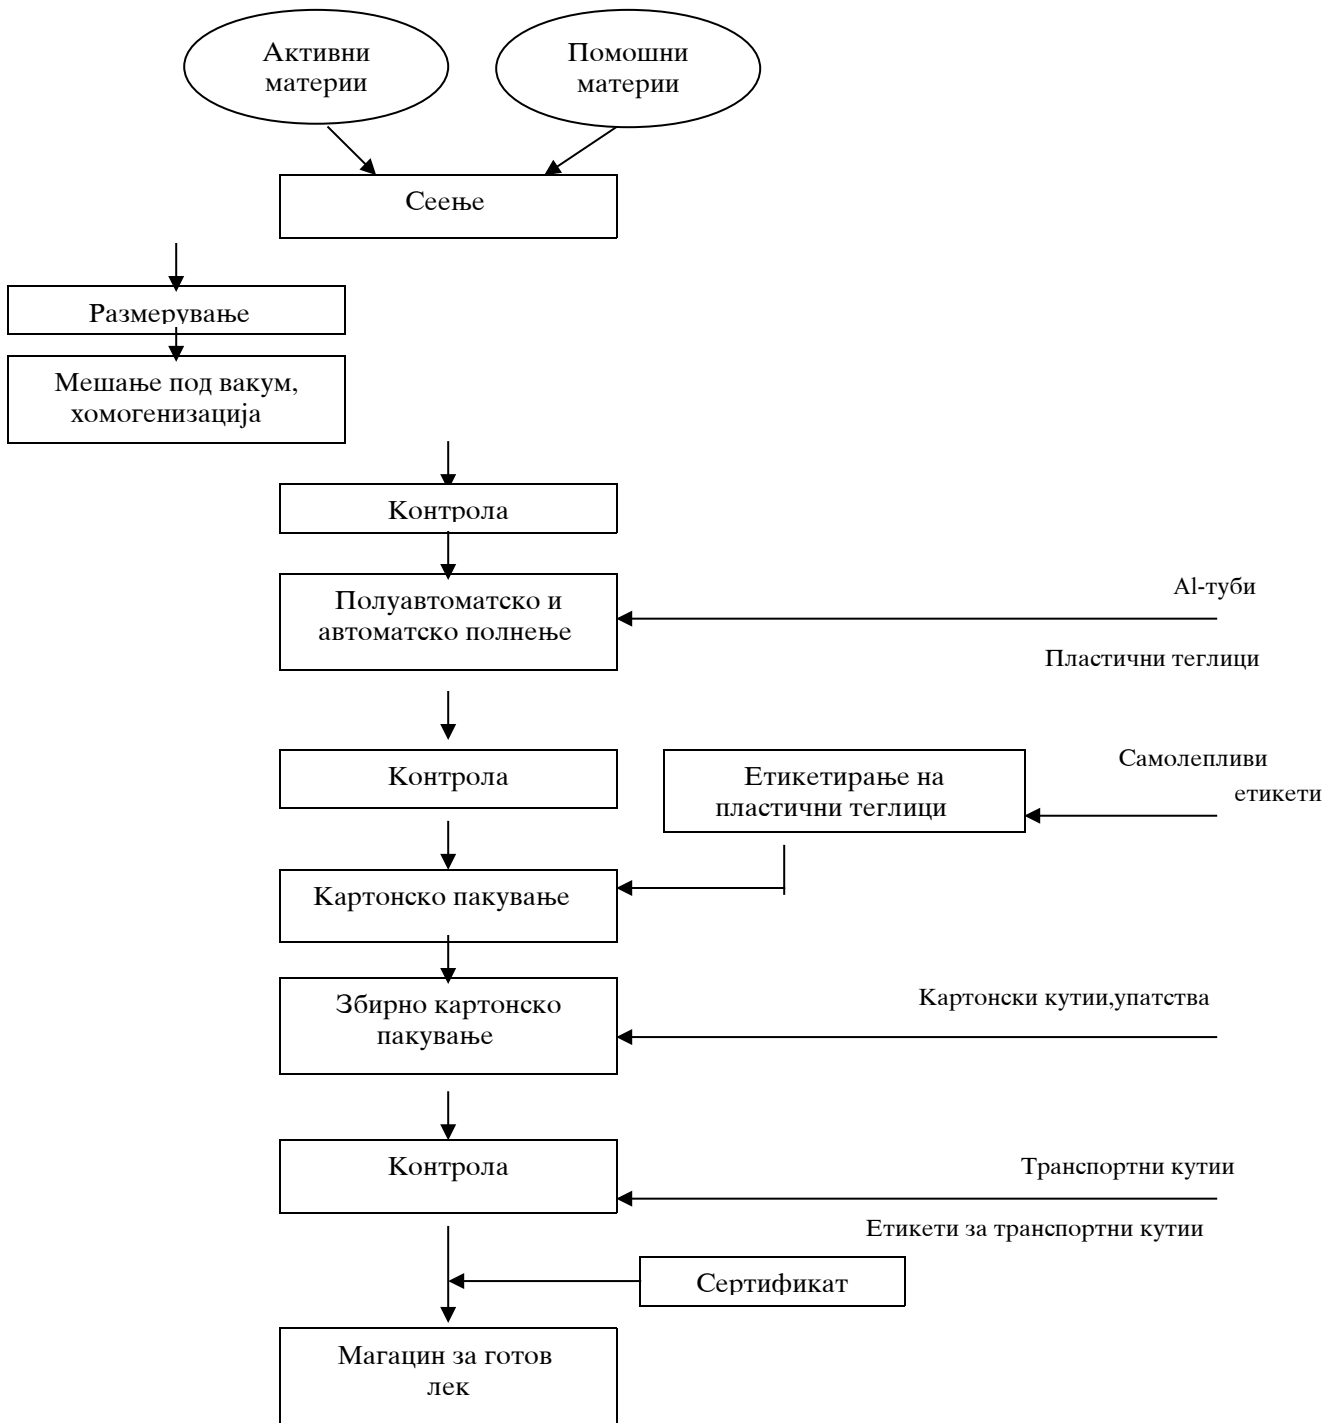 Активни
материи
Помошни
материи
Сеење
Размерување
Мешање под вакум,
хомогенизација
Контрола
Al-туби
Полуавтоматско и
автоматско полнење
Пластични теглици
Контрола
Етикетирање на
пластични теглици
Самолепливи
етикети
Картонско пакување
Збирно картонско
пакување
Картонски кутии,упатства
Контрола
Транспортни кутии
Етикети за транспортни кутии
Сертификат
Магацин за готов
лек